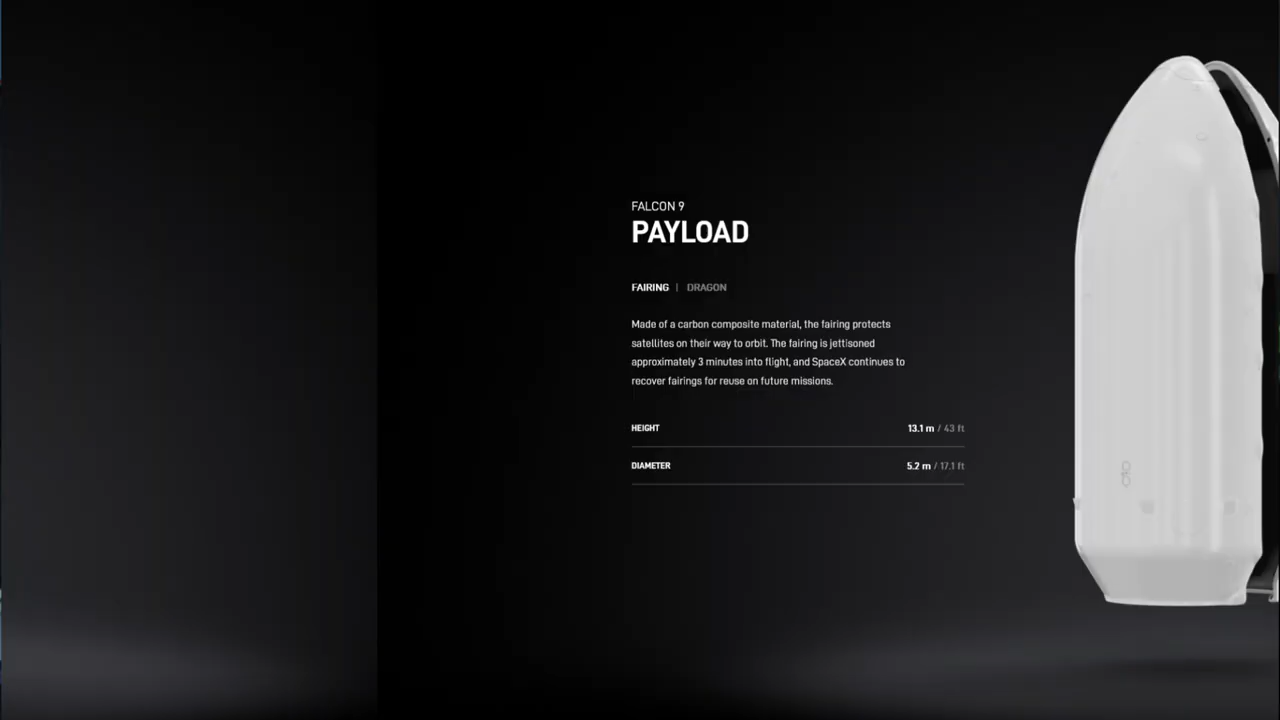 FALCON 9
PAYLOAD
FAIRING | DRAGON
Made of a carbon composite material, the fairing protects
satellites on their way to orbit. The fairing is jettisoned
approximately 3 minutes into flight, and SpaceX continues to
recover fairings for reuse on future missions.
HEIGHT 13.1 m / 43 ft
DIAMETER 5.2 m / 17.1 ft